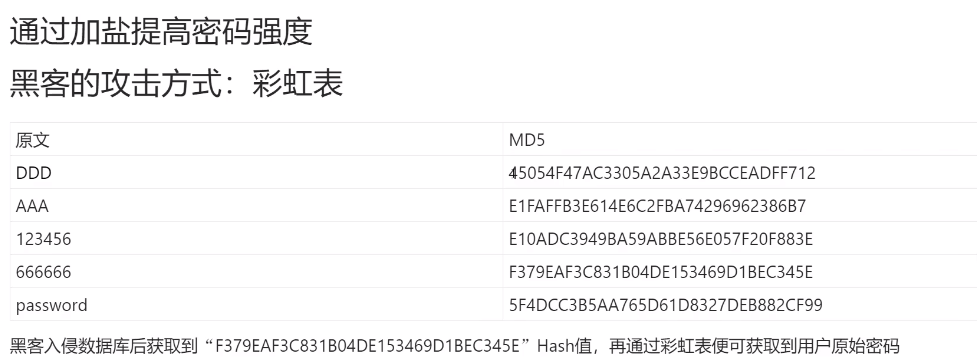 通过加盐提高密码强度
黑客的攻击方式：彩虹表
原文 MD5
DDD 45054F47AC3305A2A33E9BCCEADFF712
AAA E1FAFFB3E614E6C2FBA74296962386B7
123456 E10ADC3949BA59ABBE56E057F20F883E
666666 F379EAF3C831B04DE153469D1BEC345E
password 5F4DCC3B5AA765D61D8327DEB882CF99
黑客入侵数据库后获取到“F379EAF3C831B04DE153469D1BEC345E”Hash值，再通过彩虹表便可获取到用户原始密码